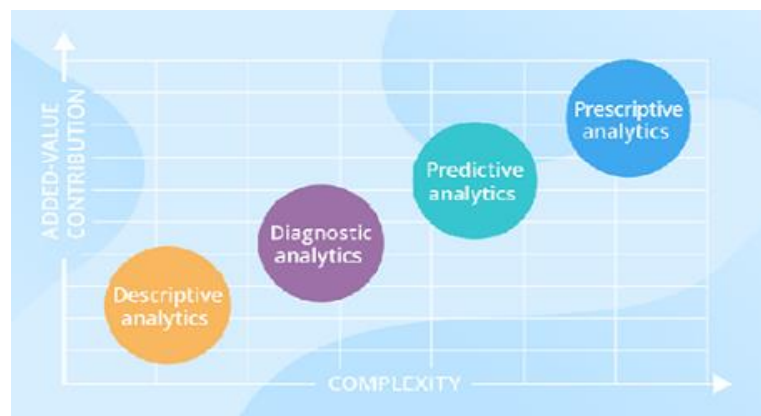 ADDED-VALUE
CONTRIBUTION
Prescriptive
analytics
Predictive
analytics
Diagnostic
analytics
Descriptive
analytics
COMPLEXITY